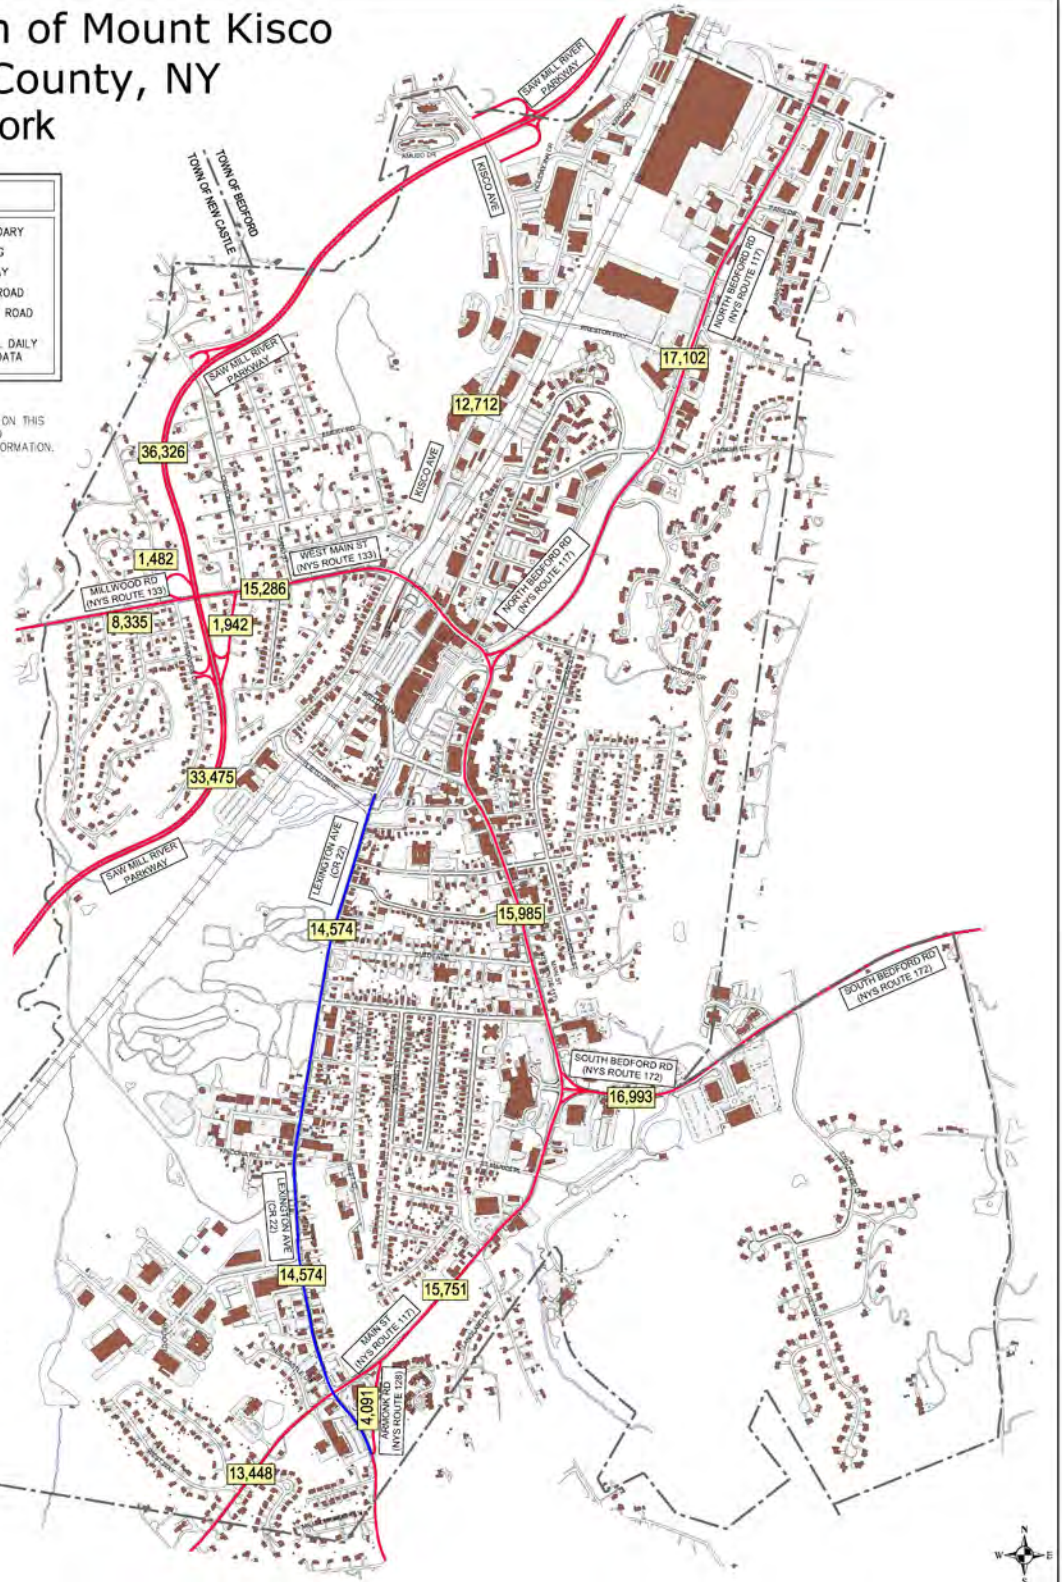 n of Mount Kisco
County, NY
ork
DARY
G
AY
ROAD
ROAD
L DAILY
DATA
ON THIS
D
ORMATION.
SAW MILL RIVER
PARKWAY
AMUSO DR
KISCO AVE
TOWN OF BEDFORD
TOWN OF NEW CASTLE
NORTH BEDFORD RD
(NYS ROUTE 117)
PRESTON WAY
17,102
SAW MILL RIVER
PARKWAY
12,712
36,326
KISCO AVE
1,482
WEST MAIN ST
(NYS ROUTE 133)
NORTH BEDFORD RD
(NYS ROUTE 117)
MILLWOOD RD
(NYS ROUTE 133)
15,286
8,335
1,942
33,475
SAW MILL RIVER
PARKWAY
LEXINGTON AVE
(CR 22)
14,574
15,985
SOUTH BEDFORD RD
(NYS ROUTE 172)
SOUTH BEDFORD RD
(NYS ROUTE 172)
16,993
LEXINGTON AVE
(CR 22)
14,574
15,751
MAIN ST
(NYS ROUTE 117)
4,091
ARMONK RD
(NYS ROUTE 128)
13,448
N
W
E
S